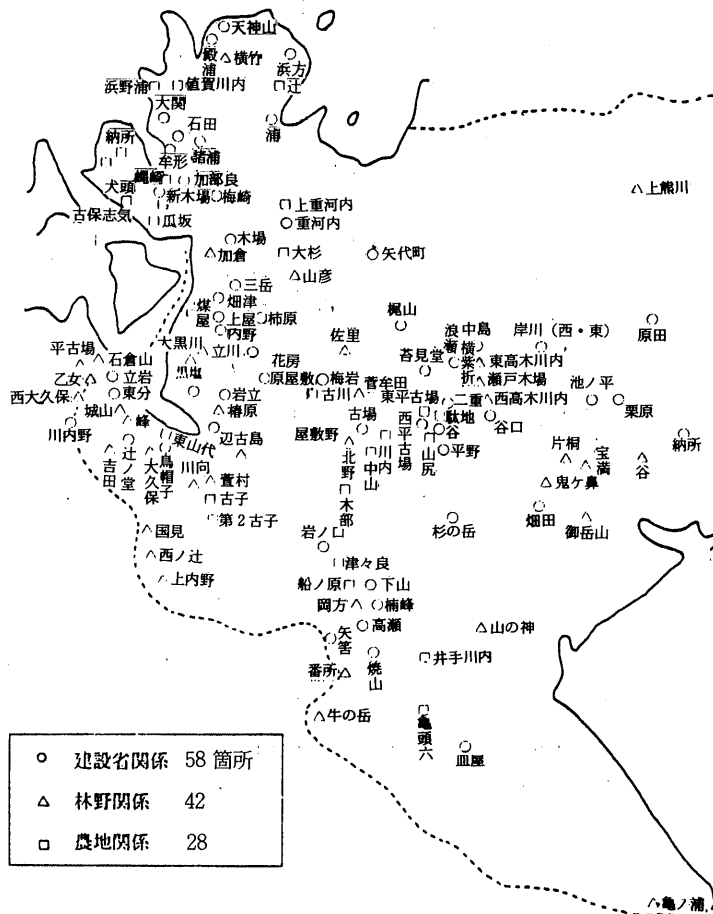 天神山
殿浦
横竹
浜方
浜野浦
値賀川内
辻
大関
石田
浦
納所
牟形
諸浦
加部良
犬頭
新木場
梅崎
上熊川
古保志気
瓜坂
上重河内
重河内
木場
加倉
大杉
矢代町
山彦
三岳
煤屋
畑津
上屋
柿原
内野
梶山
浪瀬
中島
横紫折
岸川(西・東)
原田
平古場
石倉山
大黒川
立川
佐里
花房
苔見堂
東高木川内
乙女
立岩
黒塩
原屋敷
梅岩
菅牟田
瀬戸木場
池ノ平
西大久保
東分
岩立
古川
東平古場
二重
西高木川内
栗原
城山
椿原
古場
駄地
谷口
川内野
峰
東山代
辺古島
屋敷野
西平古場
谷
平野
片桐
宝満
納所
吉田
辻ノ堂
大久保
烏帽子
川向
萱村
北野
中山
川内
山尻
鬼ケ鼻
谷
古子
木部
第2古子
国見
岩ノ口
杉の岳
畑田
御岳山
西ノ辻
津々良
上内野
船ノ原
下山
岡方
楠峰
高瀬
矢筈
山の神
番所
焼山
井手川内
牛の岳
亀頭六
皿屋
○ 建設省関係 58箇所
△ 林野関係 42
□ 農地関係 28
亀ノ浦